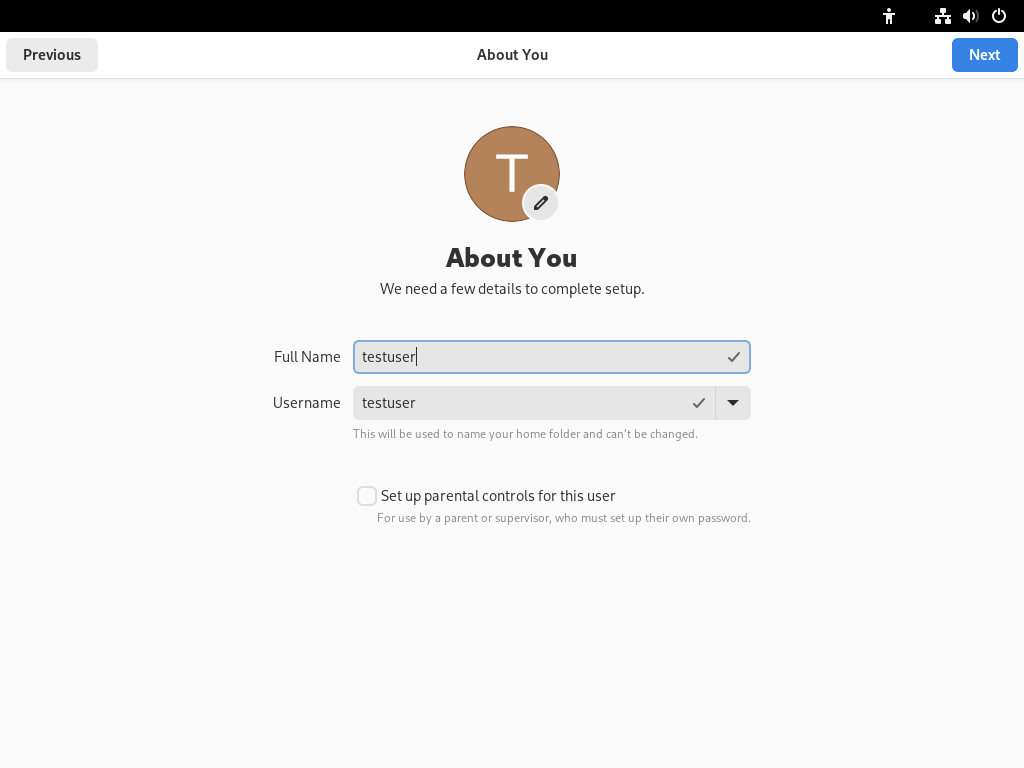 Previous
About You
Next
T
About You
We need a few details to complete setup.
Full Name testuser
Username testuser
This will be used to name your home folder and can't be changed.
Set up parental controls for this user
For use by a parent or supervisor, who must set up their own password.